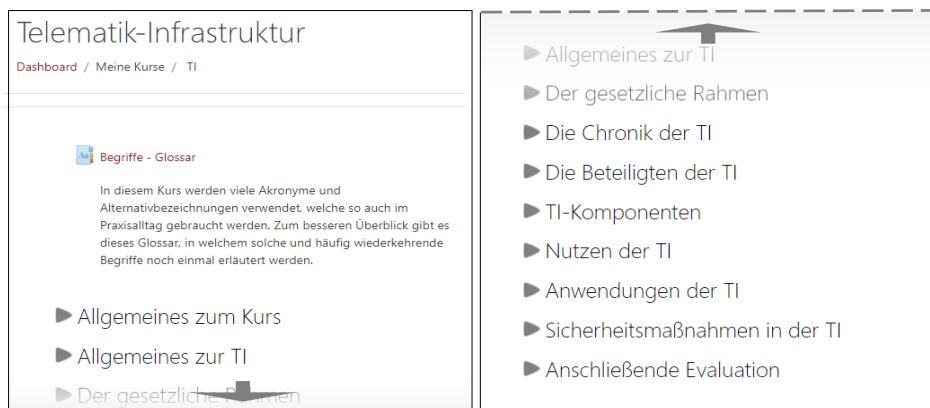 Telematik-Infrastruktur
Dashboard / Meine Kurse / TI
Aa
Begriffe - Glossar
In diesem Kurs werden viele Akronyme und
Alternativbezeichnungen verwendet, welche so auch im
Praxisalltag gebraucht werden. Zum besseren Überblick gibt es
dieses Glossar, in welchem solche und häufig wiederkehrende
Begriffe noch einmal erläutert werden.
Allgemeines zum Kurs
Allgemeines zur TI
Der gesetzliche Rahmen
Allgemeines zur TI
Der gesetzliche Rahmen
Die Chronik der TI
Die Beteiligten der TI
TI-Komponenten
Nutzen der TI
Anwendungen der TI
Sicherheitsmaßnahmen in der TI
Anschließende Evaluation